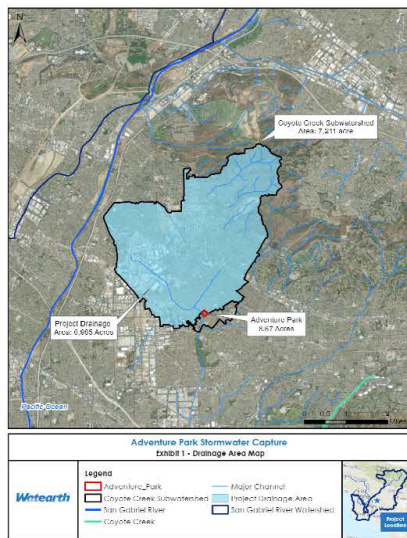 N
Coyote Creek Subwatershed
Area: 7,211 acre
Project Drainage
Area: 6,965 Acres
Adventure Park
8.67 Acres
Pacific Ocean
Adventure Park Stormwater Capture
Exhibit 1 - Drainage Area Map
Wetearth
Legend
Adventure_Park
Coyote Creek Subwatershed
San Gabriel River
Coyote Creek
Major Channel
Project Drainage Area
San Gabriel River Watershed
Project
Location